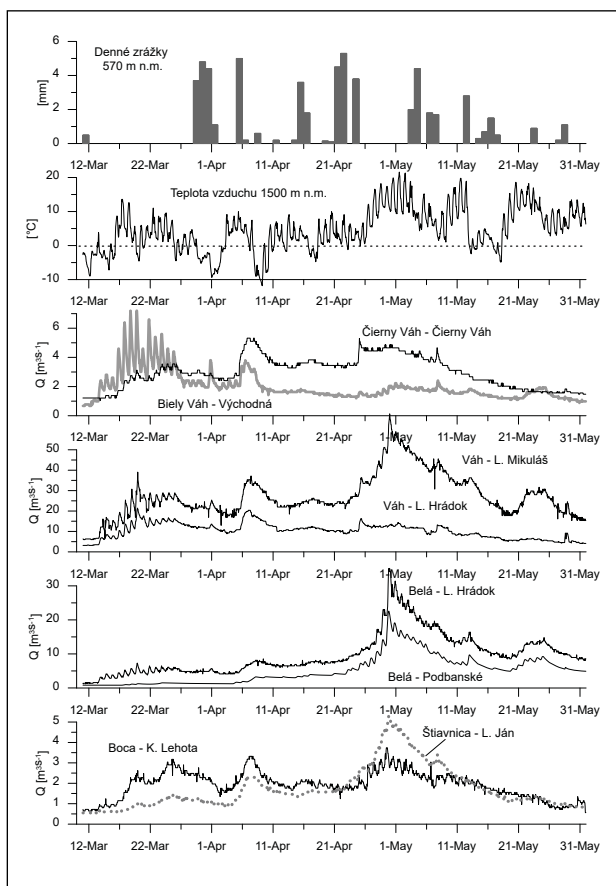 Denné zrážky
570 m n.m.
[mm]
6
4
2
0
12-Mar 22-Mar 1-Apr 11-Apr 21-Apr 1-May 11-May 21-May 31-May
Teplota vzduchu 1500 m n.m.
[°C]
20
10
0
-10
12-Mar 22-Mar 1-Apr 11-Apr 21-Apr 1-May 11-May 21-May 31-May
Čierny Váh - Čierny Váh
Q [m³s-1]
6
4
2
0
Biely Váh - Východná
12-Mar 22-Mar 1-Apr 11-Apr 21-Apr 1-May 11-May 21-May 31-May
Váh - L. Mikuláš
Váh - L. Hrádok
Q [m³s-1]
50
40
30
20
10
0
12-Mar 22-Mar 1-Apr 11-Apr 21-Apr 1-May 11-May 21-May 31-May
Belá - L. Hrádok
Q [m³s-1]
30
20
10
0
Belá - Podbanské
12-Mar 22-Mar 1-Apr 11-Apr 21-Apr 1-May 11-May 21-May 31-May
Boca - K. Lehota
Štiavnica - L. Ján
Q [m³s-1]
5
4
3
2
1
0
12-Mar 22-Mar 1-Apr 11-Apr 21-Apr 1-May 11-May 21-May 31-May